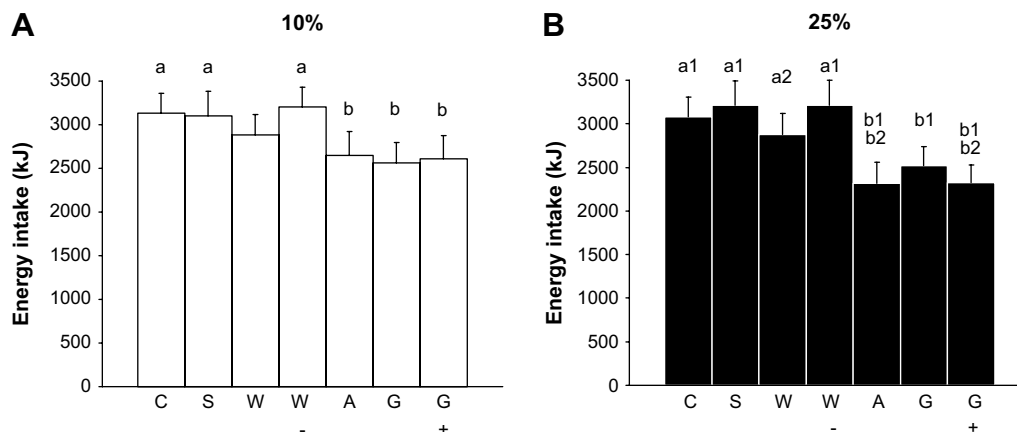 A
10%
Energy intake (kJ)
3500
3000
2500
2000
1500
1000
500
0
a a a b b b
C S W W A G G
- +
B
25%
Energy intake (kJ)
3500
3000
2500
2000
1500
1000
500
0
a1 a1 a2 a1 b1 b1 b1
b2 b2
C S W W A G G
- +